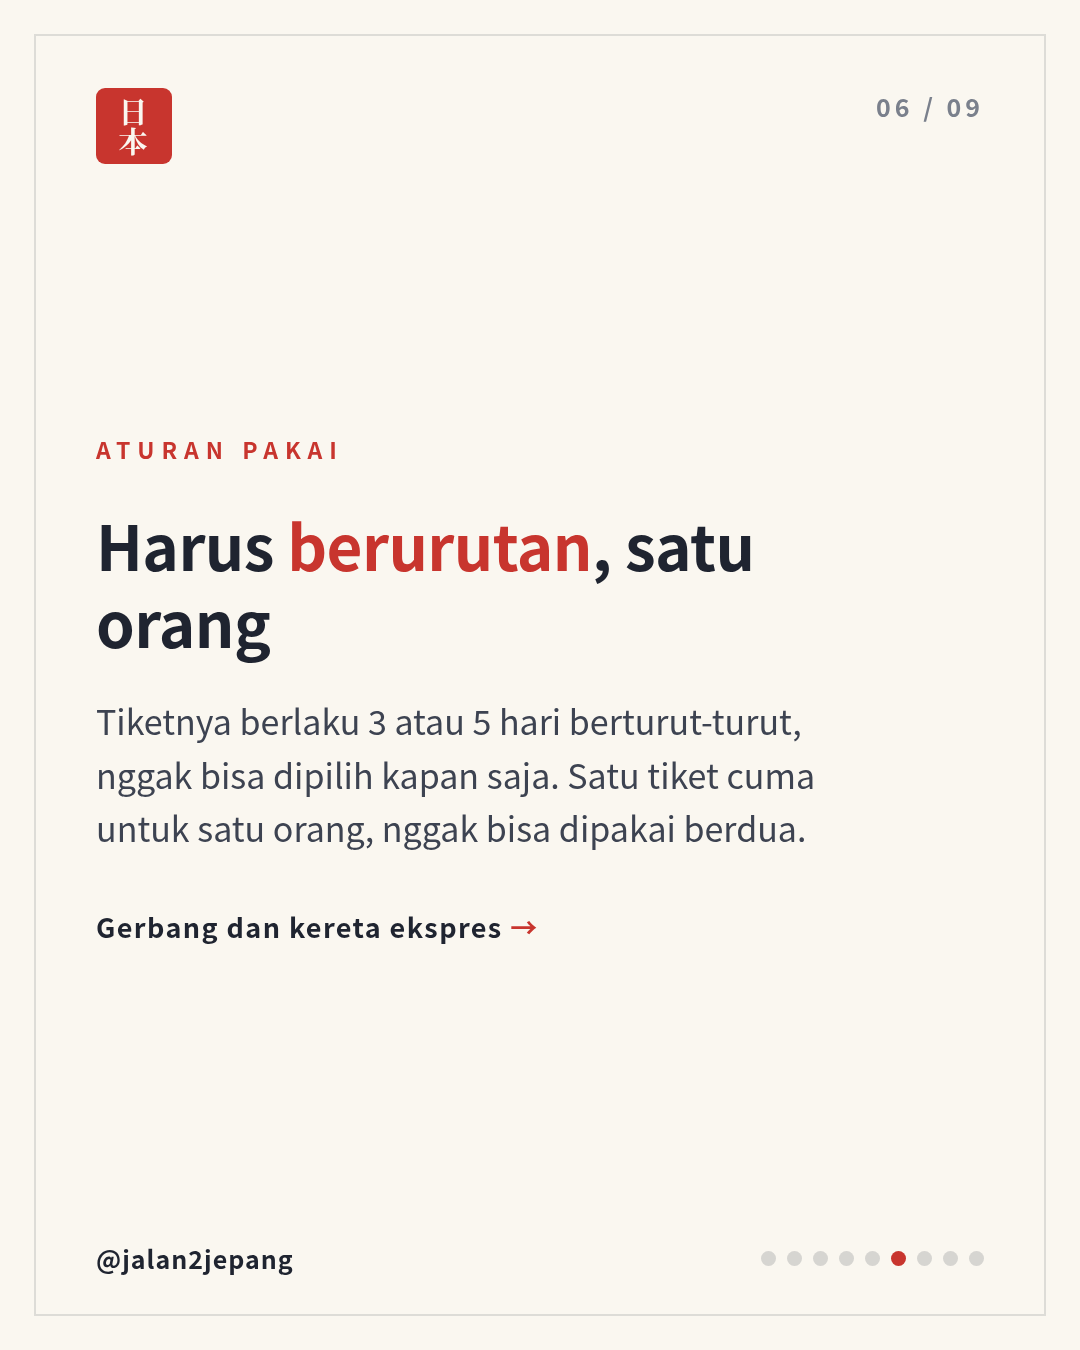 日本
06 / 09
ATURAN PAKAI
Harus berurutan, satu
orang
Tiketnya berlaku 3 atau 5 hari berturut-turut,
nggak bisa dipilih kapan saja. Satu tiket cuma
untuk satu orang, nggak bisa dipakai berdua.
Gerbang dan kereta ekspres →
@jalan2jepang